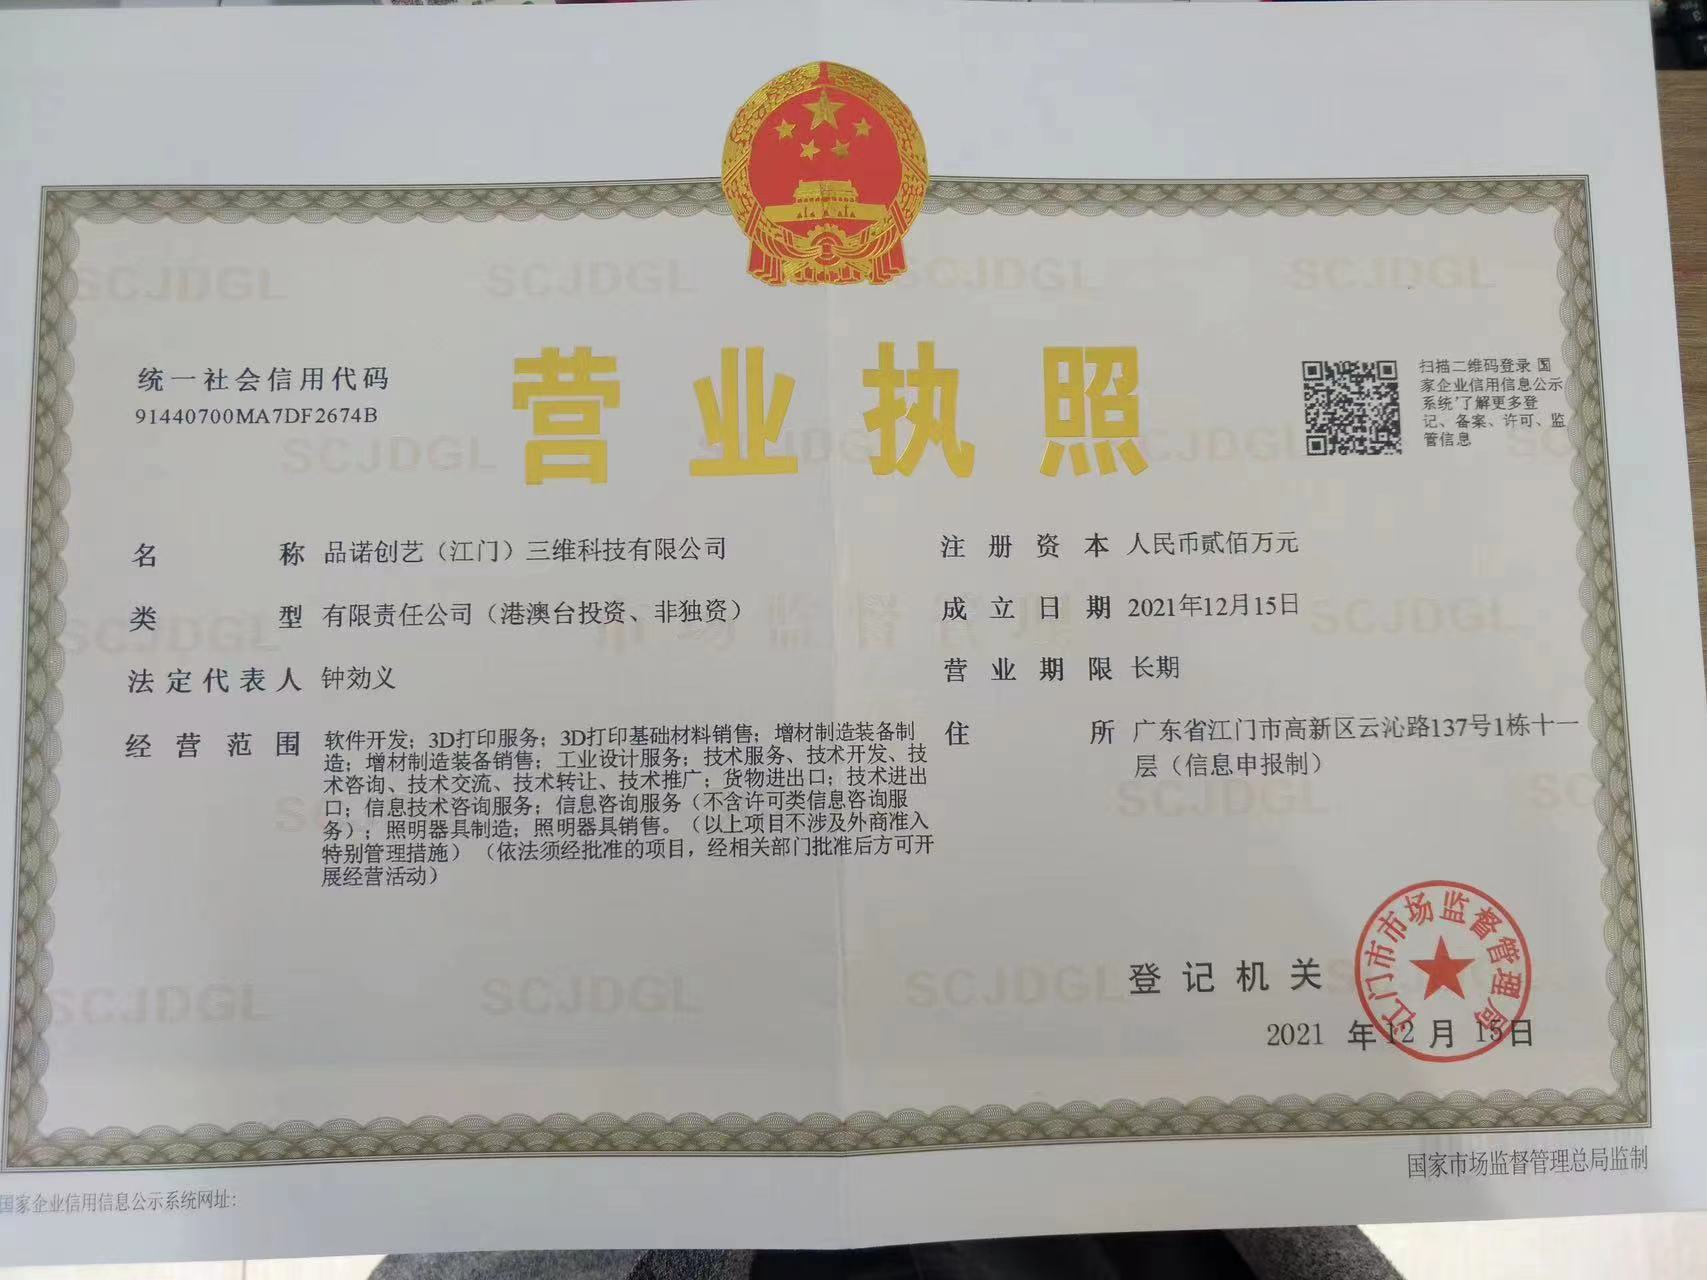 统一社会信用代码
91440700MA7DF2674B
营业执照
扫描二维码登录 国
家企业信用信息公示
系统'了解更多登
记、备案、许可、监
管信息
名称 品诺创艺（江门）三维科技有限公司
类型 有限责任公司（港澳台投资、非独资）
法定代表人 钟効义
经营范围 软件开发；3D打印服务；3D打印基础材料销售；增材制造装备制
造；增材制造装备销售；工业设计服务；技术服务、技术开发、技
术咨询、技术交流、技术转让、技术推广；货物进出口；技术进出
口；信息技术咨询服务；信息咨询服务（不含许可类信息咨询服
务）；照明器具制造；照明器具销售。（以上项目不涉及外商准入
特别管理措施）（依法须经批准的项目，经相关部门批准后方可开
展经营活动）
注册资本 人民币贰佰万元
成立日期 2021年12月15日
营业期限 长期
住所 广东省江门市高新区云沁路137号1栋十一
层（信息申报制）
登记机关
江门市市场监督管理局
2021 年 12 月 15 日
国家企业信用信息公示系统网址：
国家市场监督管理总局监制
SCJDGL
市场监督管理